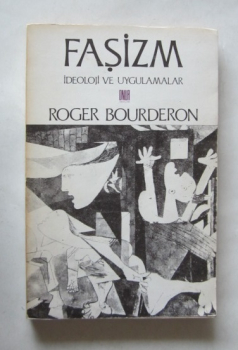 FAŞİZM
İDEOLOJİ VE UYGULAMALAR
ROGER BOURDERON